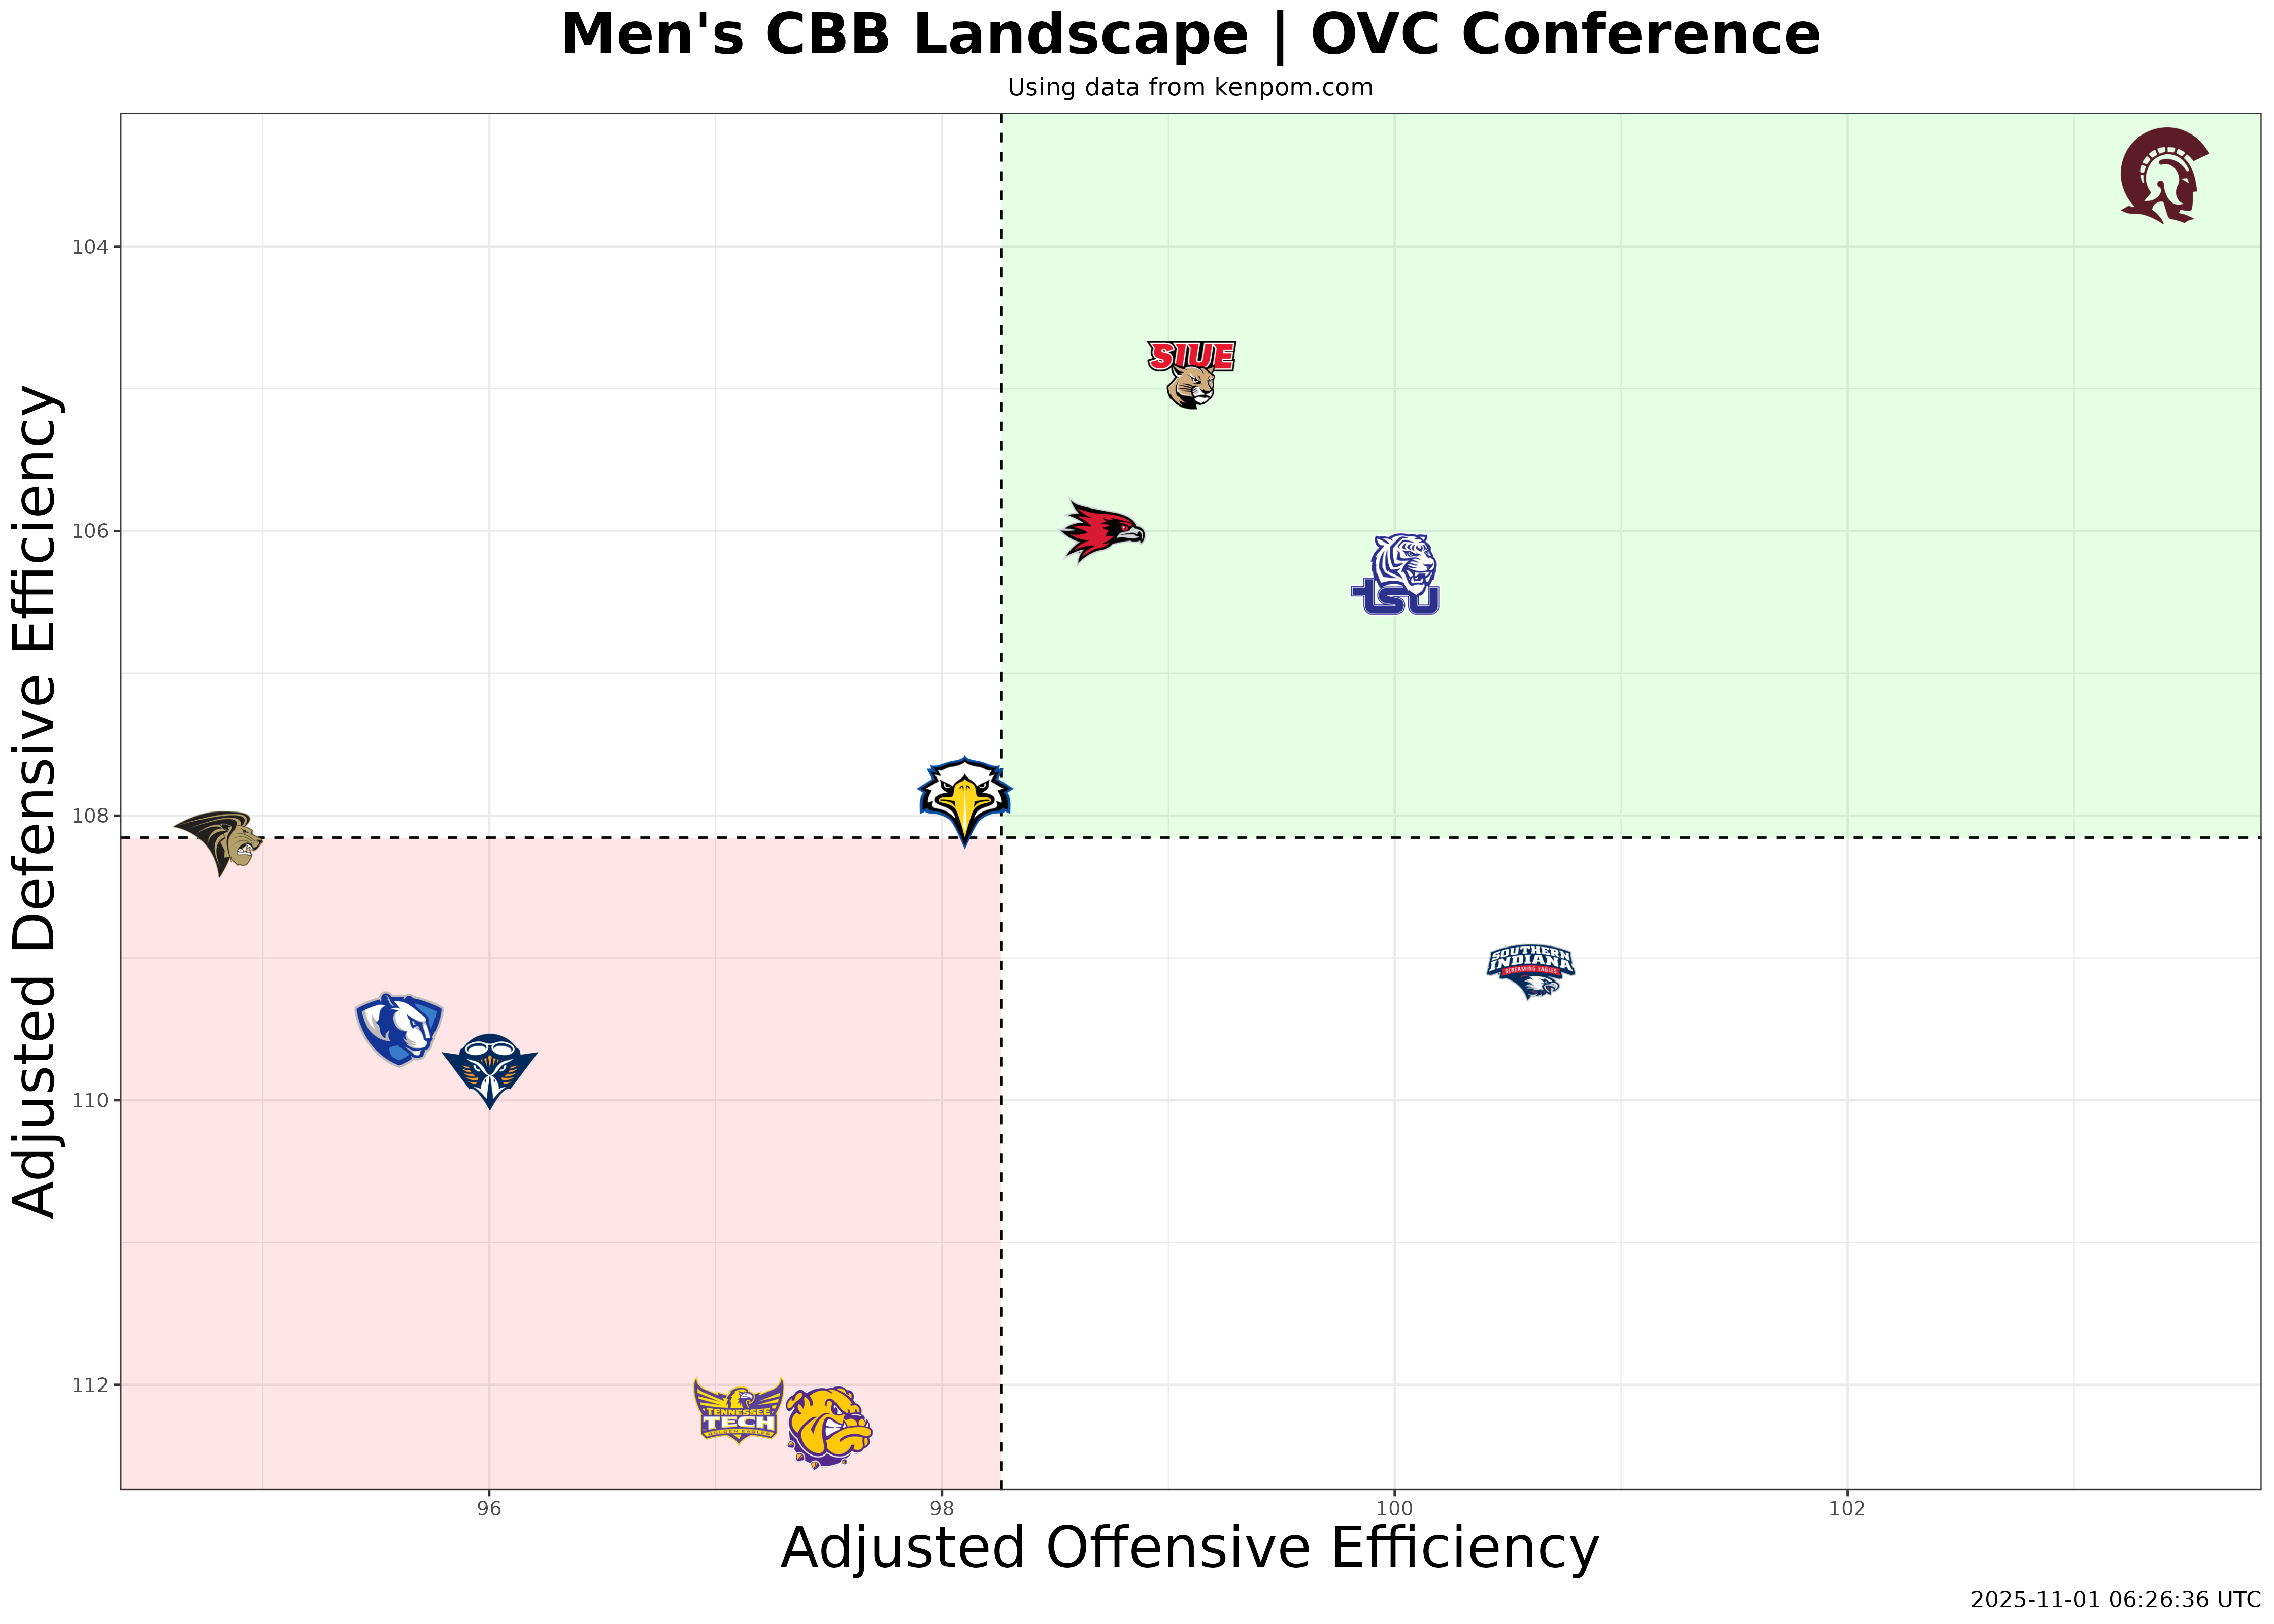 Men's CBB Landscape | OVC Conference
Using data from kenpom.com
Adjusted Defensive Efficiency
104
106
108
110
112
SIUE
tsu
SOUTHERN
INDIANA
SCREAMING EAGLES
TENNESSEE
TECH
GOLDEN EAGLES
96
98
100
102
Adjusted Offensive Efficiency
2025-11-01 06:26:36 UTC